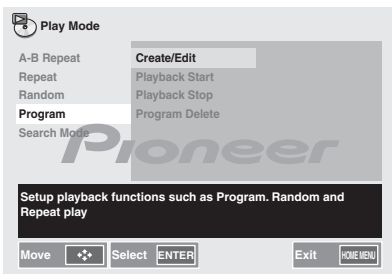 Play Mode
A-B Repeat
Repeat
Random
Program
Search Mode
Create/Edit
Playback Start
Playback Stop
Program Delete
Pioneer
Setup playback functions such as Program. Random and
Repeat play
Move Select ENTER Exit HOME MENU